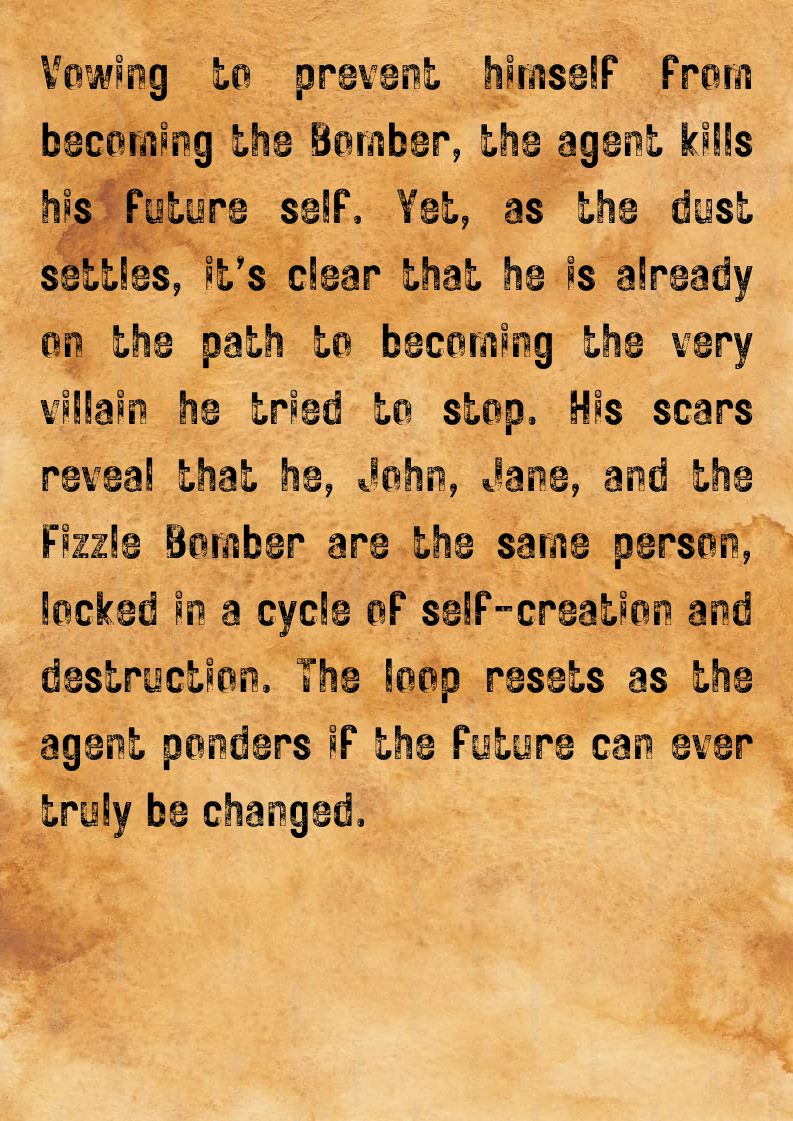 Vowing to prevent himself from
becoming the Bomber, the agent kills
his future self. Yet, as the dust
settles, it’s clear that he is already
on the path to becoming the very
villain he tried to stop. His scars
reveal that he, John, Jane, and the
Fizzle Bomber are the same person,
locked in a cycle of self-creation and
destruction. The loop resets as the
agent ponders if the future can ever
truly be changed.